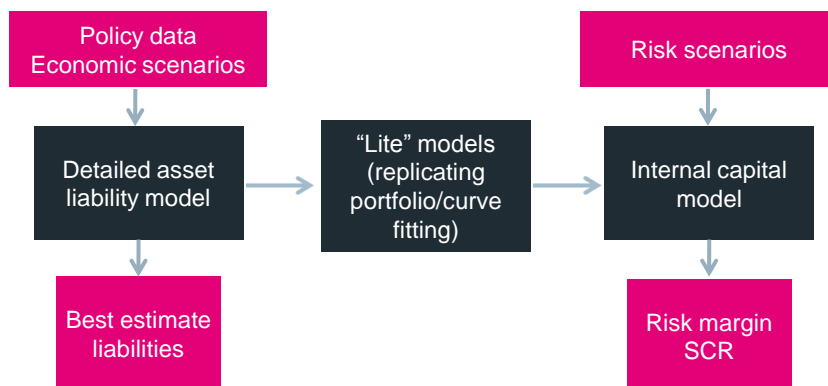 Policy data
Economic scenarios
Risk scenarios
Detailed asset
liability model
“Lite” models
(replicating
portfolio/curve
fitting)
Internal capital
model
Best estimate
liabilities
Risk margin
SCR